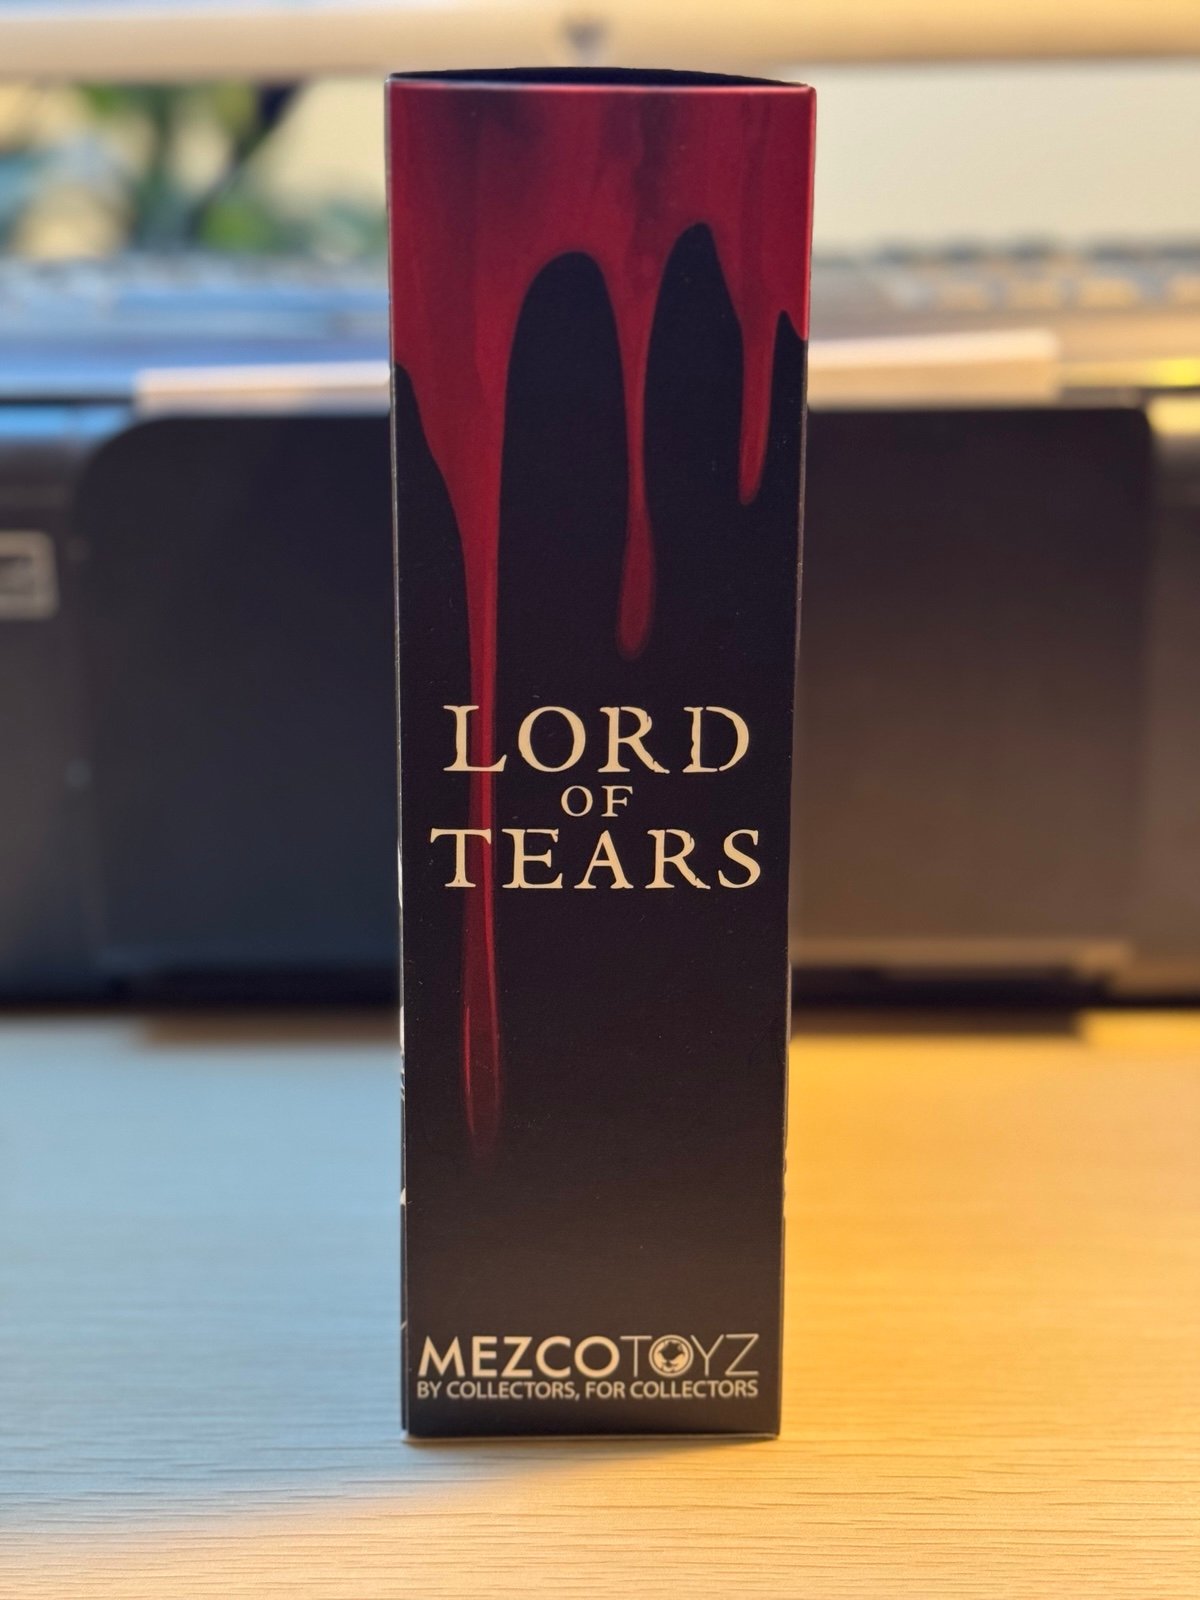 LORD
OF
TEARS
MEZCOTOYZ
BY COLLECTORS, FOR COLLECTORS